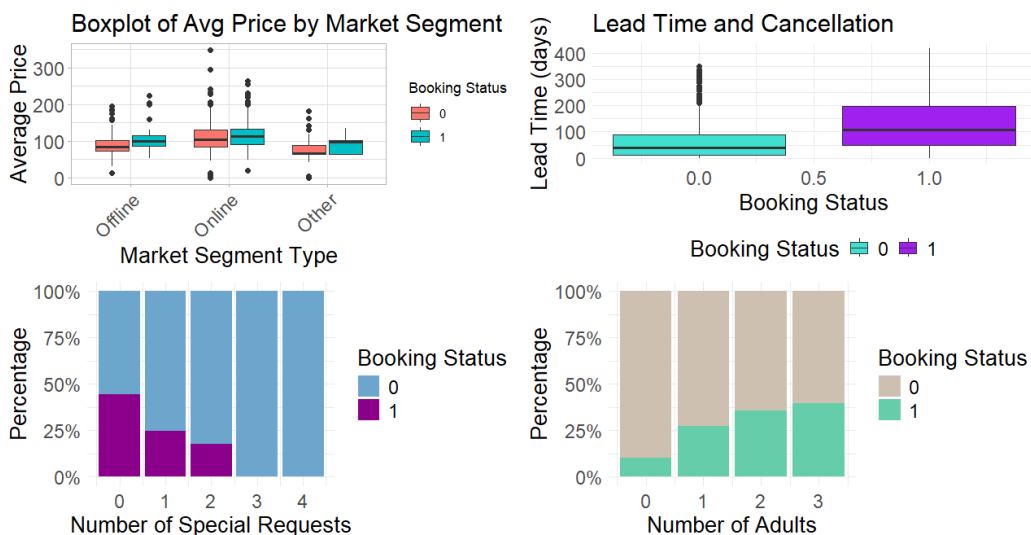 Boxplot of Avg Price by Market Segment
Average Price
300
200
100
0
Offline
Online
Other
Market Segment Type
Booking Status
0
1
Lead Time and Cancellation
Lead Time (days)
400
300
200
100
0
0.0 0.5 1.0
Booking Status
Booking Status 0 1
Percentage
100%
75%
50%
25%
0%
0 1 2 3 4
Number of Special Requests
Booking Status
0
1
Percentage
100%
75%
50%
25%
0%
0 1 2 3
Number of Adults
Booking Status
0
1